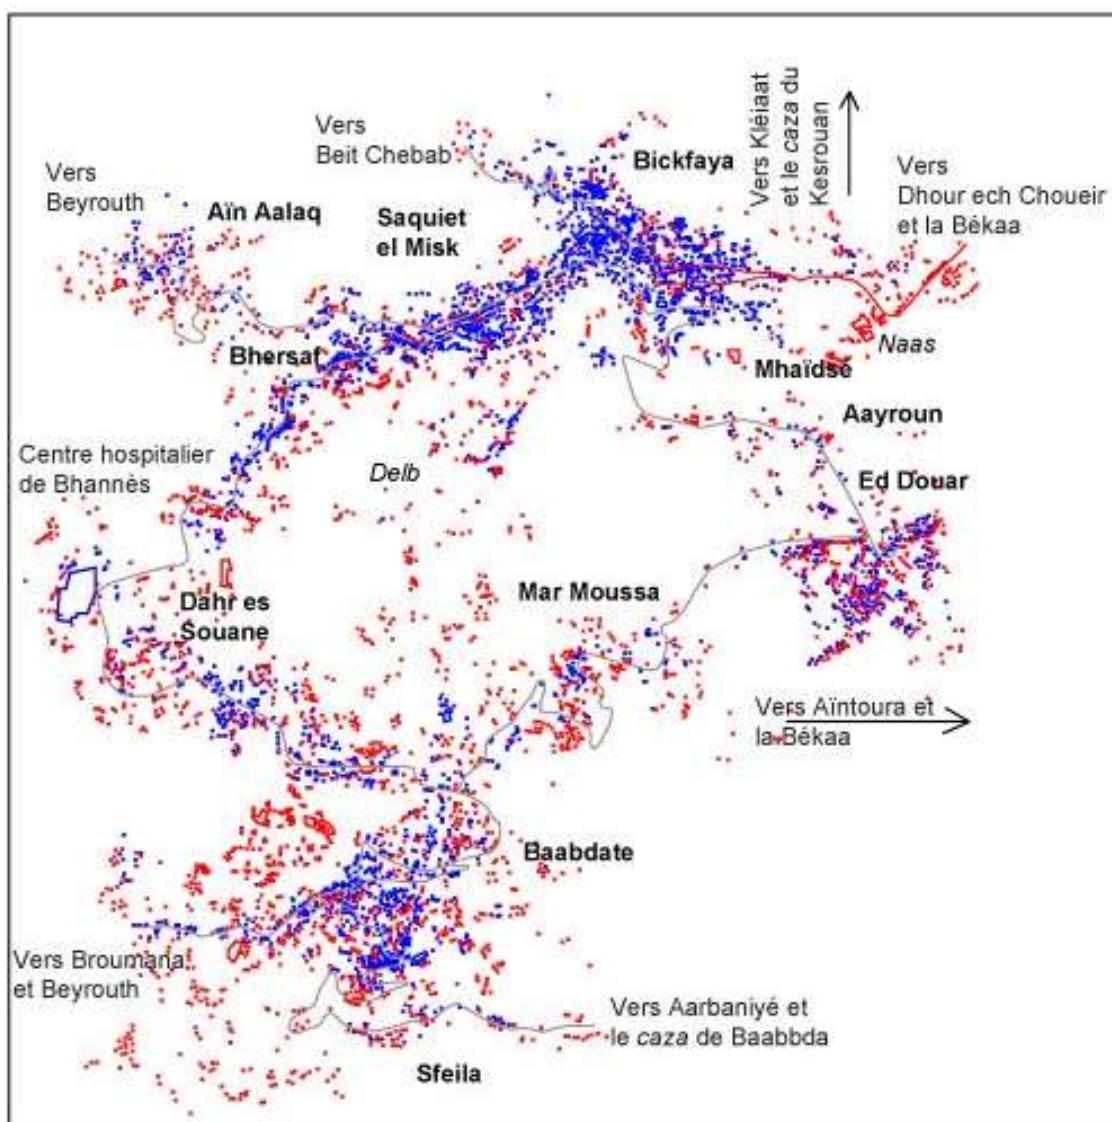 Vers
Beit Chebab
Bickfaya
Vers Kléiaat
et le caza du
Kesrouan
Vers
Dhour ech Choueir
et la Békaa
Vers
Beyrouth
Aïn Aalaq
Saquiet
el Misk
Bhersaf
Naas
Mhaïdsé
Aayroun
Centre hospitalier
de Bhannès
Delb
Ed Douar
Dahr es
Souane
Mar Moussa
Vers Aïntoura et
la Békaa
Baabdate
Vers Broumana
et Beyrouth
Vers Aarbaniyé et
le caza de Baabbda
Sfeila